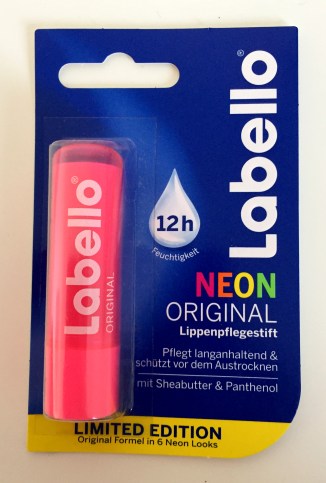 Labello®
12h
Feuchtigkeit
NEON
ORIGINAL
Lippenpflegestift
Pflegt langanhaltend &
schützt vor dem Austrocknen
mit Sheabutter & Panthenol
LIMITED EDITION
Original Formel in 6 Neon Looks
Labello®
ORIGINAL